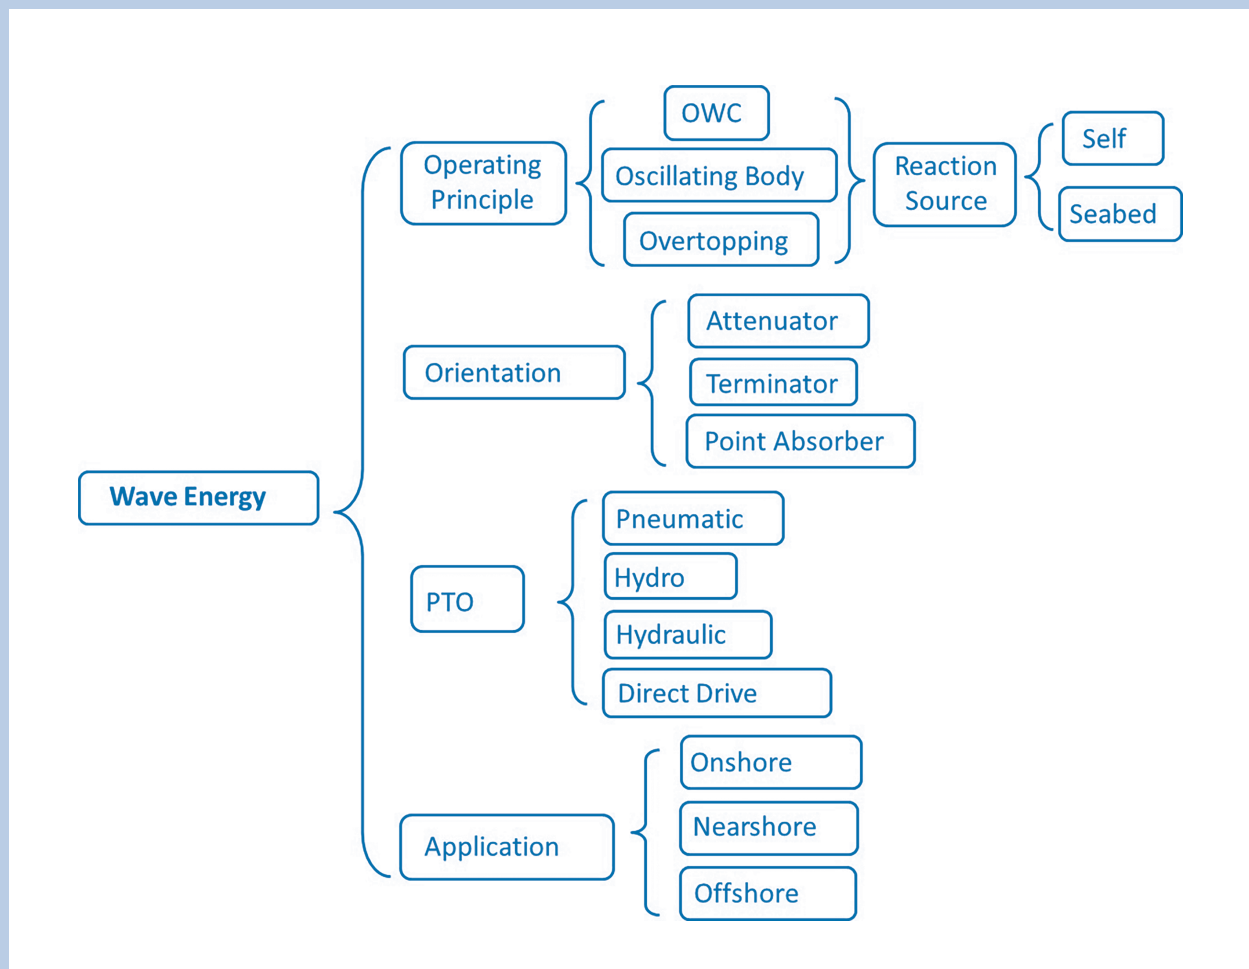 Wave Energy
Operating
Principle
OWC
Oscillating Body
Overtopping
Reaction
Source
Self
Seabed
Orientation
Attenuator
Terminator
Point Absorber
PTO
Pneumatic
Hydro
Hydraulic
Direct Drive
Application
Onshore
Nearshore
Offshore